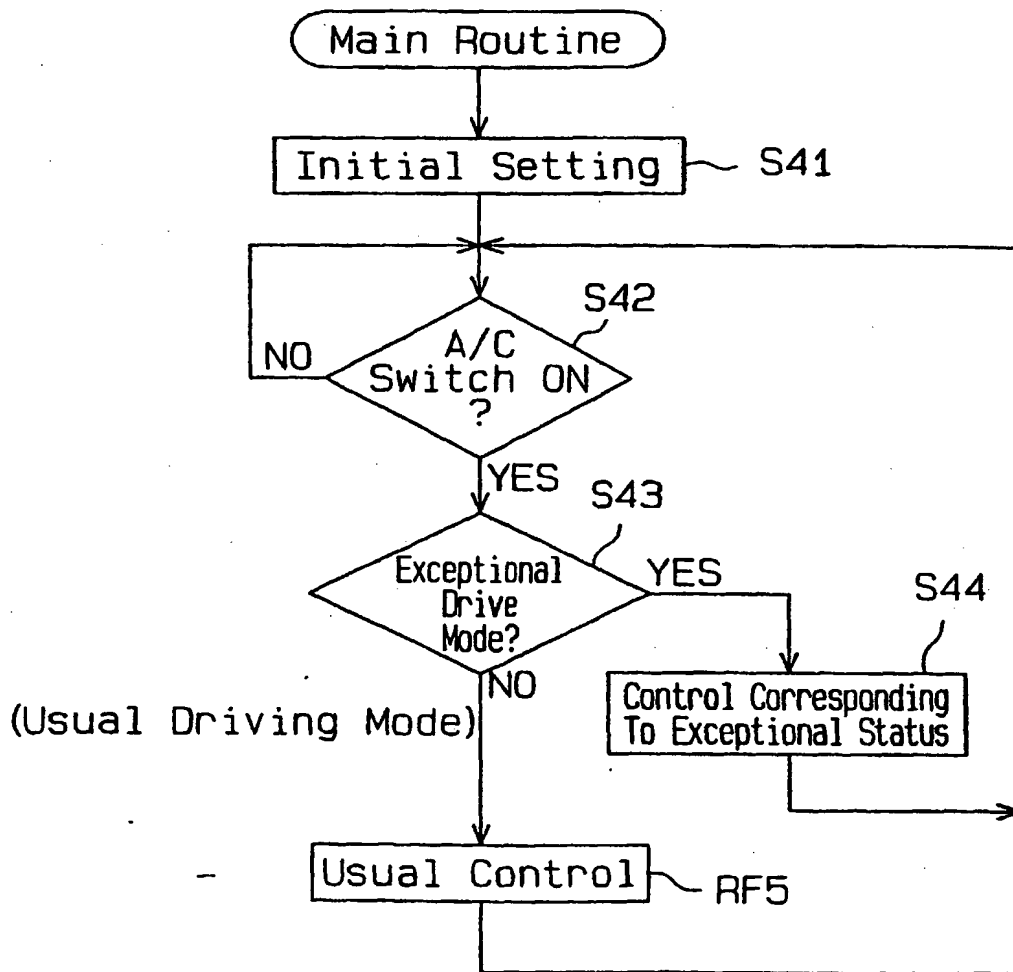 Main Routine
Initial Setting
S41
S42
A/C
Switch ON
?
NO
YES
S43
Exceptional
Drive
Mode?
YES
S44
NO
Control Corresponding
To Exceptional Status
(Usual Driving Mode)
Usual Control
RF5